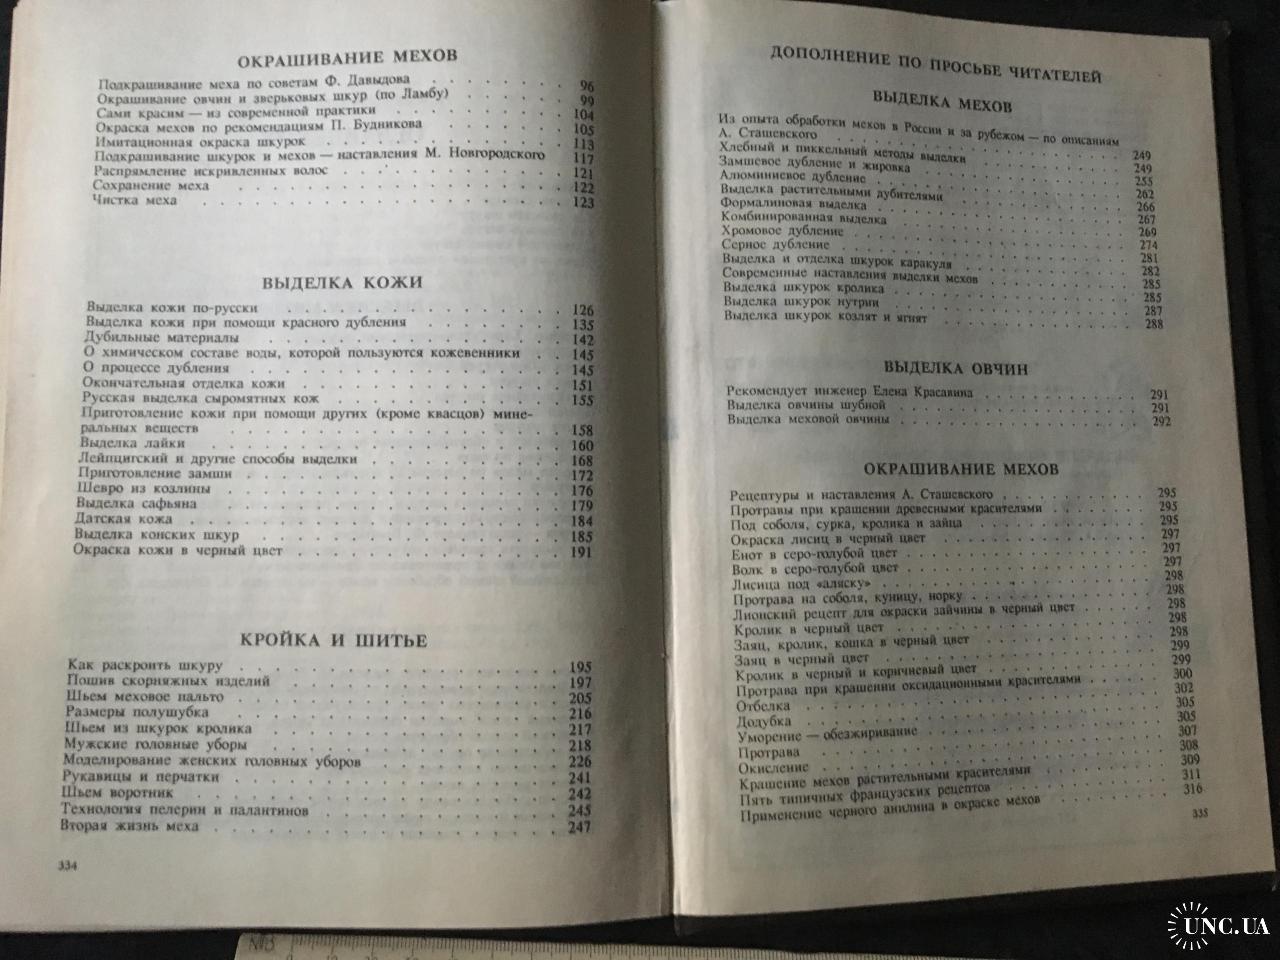 ОКРАШИВАНИЕ МЕХОВ
Подкрашивание меха по советам Ф. Давыдова . . . . . . . 96
Окрашивание овчин и зверьковых шкур (по Ламбу) . . . . . . 99
Сами красим — из современной практики . . . . . . . . 104
Окраска мехов по рекомендациям П. Будникова . . . . . . 105
Имитационная окраска шкурок . . . . . . . . . . . 113
Подкрашивание шкурок и мехов — наставления М. Новгородского 117
Распрямление искривленных волос . . . . . . . . . . 121
Сохранение меха . . . . . . . . . . . . . . . 122
Чистка меха . . . . . . . . . . . . . . . . 123
ВЫДЕЛКА КОЖИ
Выделка кожи по-русски . . . . . . . . . . . . . 126
Выделка кожи при помощи красного дубления . . . . . . . 135
Дубильные материалы . . . . . . . . . . . . . . 142
О химическом составе воды, которой пользуются кожевенники . . 145
О процессе дубления . . . . . . . . . . . . . . 145
Окончательная отделка кожи . . . . . . . . . . . . 151
Русская выделка сыромятных кож . . . . . . . . . . 155
Приготовление кожи при помощи других (кроме квасцов) мине-
ральных веществ . . . . . . . . . . . . . . . 158
Выделка лайки . . . . . . . . . . . . . . . . 160
Лейпцигский и другие способы выделки . . . . . . . . . 168
Приготовление замши . . . . . . . . . . . . . . 172
Шевро из козлины . . . . . . . . . . . . . . . 176
Выделка сафьяна . . . . . . . . . . . . . . . 179
Датская кожа . . . . . . . . . . . . . . . . 184
Выделка конских шкур . . . . . . . . . . . . . . 185
Окраска кожи в черный цвет . . . . . . . . . . . . 191
КРОЙКА И ШИТЬЕ
Как раскроить шкуру . . . . . . . . . . . . . . 195
Пошив скорняжных изделий . . . . . . . . . . . . 197
Шьем меховое пальто . . . . . . . . . . . . . . 205
Размеры полушубка . . . . . . . . . . . . . . . 216
Шьем из шкурок кролика . . . . . . . . . . . . . 217
Мужские головные уборы . . . . . . . . . . . . . 218
Моделирование женских головных уборов . . . . . . . . . 226
Рукавицы и перчатки . . . . . . . . . . . . . . 241
Шьем воротник . . . . . . . . . . . . . . . . 242
Технология пелерин и палантинов . . . . . . . . . . . 245
Вторая жизнь меха . . . . . . . . . . . . . . . 247
334
ДОПОЛНЕНИЕ ПО ПРОСЬБЕ ЧИТАТЕЛЕЙ
ВЫДЕЛКА МЕХОВ
Из опыта обработки мехов в России и за рубежом — по описаниям
А. Сташевского . . . . . . . . . . . . . . . . 249
Хлебный и пиккельный методы выделки . . . . . . . . . 249
Замшевое дубление и жировка . . . . . . . . . . . . 255
Алюминиевое дубление . . . . . . . . . . . . . . 262
Выделка растительными дубителями . . . . . . . . . . 266
Формалиновая выделка . . . . . . . . . . . . . . 267
Комбинированная выделка . . . . . . . . . . . . . 269
Хромовое дубление . . . . . . . . . . . . . . . 274
Серное дубление . . . . . . . . . . . . . . . . 281
Выделка и отделка шкурок каракуля . . . . . . . . . . 282
Современные наставления выделки мехов . . . . . . . . 285
Выделка шкурок кролика . . . . . . . . . . . . . 285
Выделка шкурок нутрии . . . . . . . . . . . . . . 287
Выделка шкурок козлят и ягнят . . . . . . . . . . . 288
ВЫДЕЛКА ОВЧИН
Рекомендует инженер Елена Красавина . . . . . . . . . 291
Выделка овчины шубной . . . . . . . . . . . . . . 291
Выделка меховой овчины . . . . . . . . . . . . . 292
ОКРАШИВАНИЕ МЕХОВ
Рецептуры и наставления А. Сташевского . . . . . . . . 295
Протравы при крашении древесными красителями . . . . . . 295
Под соболя, сурка, кролика и зайца . . . . . . . . . . 295
Окраска лисиц в черный цвет . . . . . . . . . . . . 297
Енот в серо-голубой цвет . . . . . . . . . . . . . 297
Волк в серо-голубой цвет . . . . . . . . . . . . . 297
Лисица под «аляску» . . . . . . . . . . . . . . 298
Протрава на соболя, куницу, норку . . . . . . . . . . 298
Лионский рецепт для окраски зайчины в черный цвет . . . . . 298
Кролик в черный цвет . . . . . . . . . . . . . . 298
Заяц, кролик, кошка в черный цвет . . . . . . . . . . 298
Заяц в черный цвет . . . . . . . . . . . . . . . 299
Кролик в черный и коричневый цвет . . . . . . . . . . 299
Протрава при крашении оксидационными красителями . . . . . 300
Отбелка . . . . . . . . . . . . . . . . . . 302
Додубка . . . . . . . . . . . . . . . . . . 305
Уморение — обезжиривание . . . . . . . . . . . . . 305
Протрава . . . . . . . . . . . . . . . . . . 307
Окисление . . . . . . . . . . . . . . . . . 308
Крашение мехов растительными красителями . . . . . . . 309
Пять типичных французских рецептов . . . . . . . . . 311
Применение черного анилина в окраске мехов . . . . . . . 316
335
UNC.UA